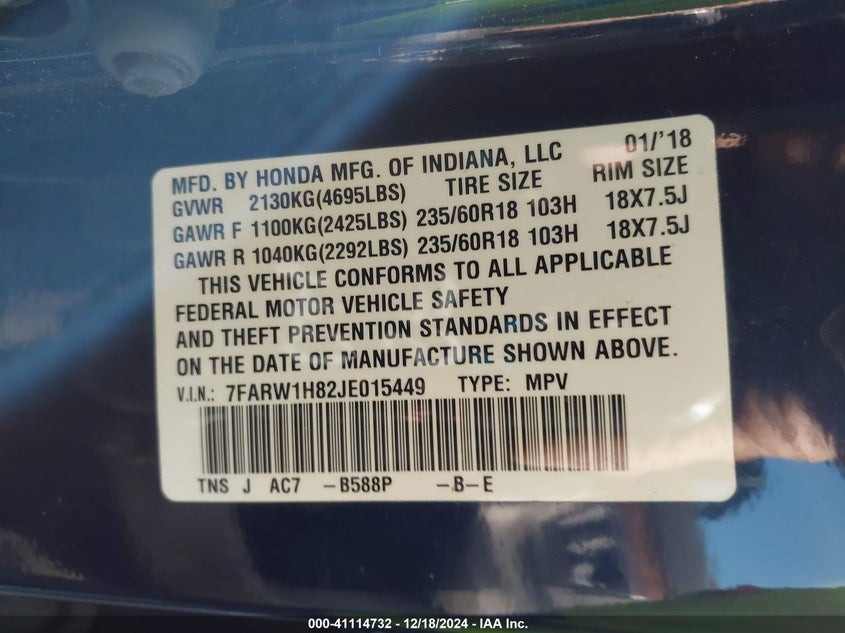 MFD. BY HONDA MFG. OF INDIANA, LLC 01/'18
GVWR 2130KG(4695LBS) TIRE SIZE RIM SIZE
GAWR F 1100KG(2425LBS) 235/60R18 103H 18X7.5J
GAWR R 1040KG(2292LBS) 235/60R18 103H 18X7.5J
THIS VEHICLE CONFORMS TO ALL APPLICABLE
FEDERAL MOTOR VEHICLE SAFETY
AND THEFT PREVENTION STANDARDS IN EFFECT
ON THE DATE OF MANUFACTURE SHOWN ABOVE.
V.I.N.: 7FARW1H82JE015449 TYPE: MPV
TNS J AC7 -B588P -B-E
000-41114732 - 12/18/2024 - IAA Inc.